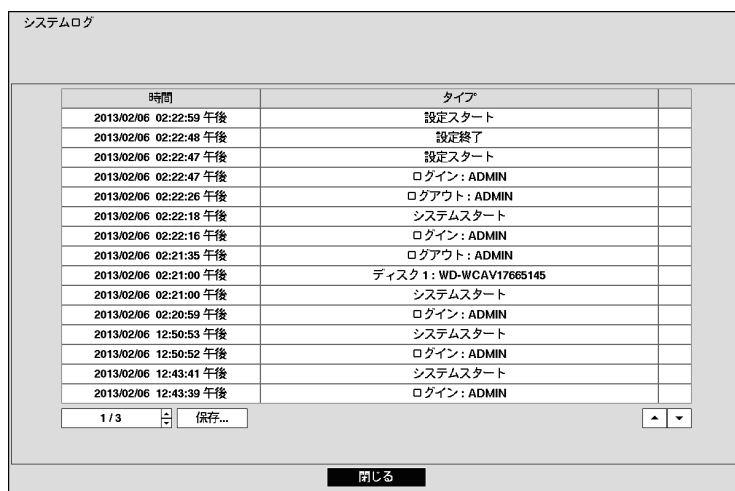 システムログ
時間 タイプ
2013/02/06 02:22:59 午後 設定スタート
2013/02/06 02:22:48 午後 設定終了
2013/02/06 02:22:47 午後 設定スタート
2013/02/06 02:22:47 午後 ログイン : ADMIN
2013/02/06 02:22:26 午後 ログアウト : ADMIN
2013/02/06 02:22:18 午後 システムスタート
2013/02/06 02:22:16 午後 ログイン : ADMIN
2013/02/06 02:21:35 午後 ログアウト : ADMIN
2013/02/06 02:21:00 午後 ディスク 1 : WD-WCAV17665145
2013/02/06 02:21:00 午後 システムスタート
2013/02/06 02:20:59 午後 ログイン : ADMIN
2013/02/06 12:50:53 午後 システムスタート
2013/02/06 12:50:52 午後 ログイン : ADMIN
2013/02/06 12:43:41 午後 システムスタート
2013/02/06 12:43:39 午後 ログイン : ADMIN
1 / 3 保存...
閉じる